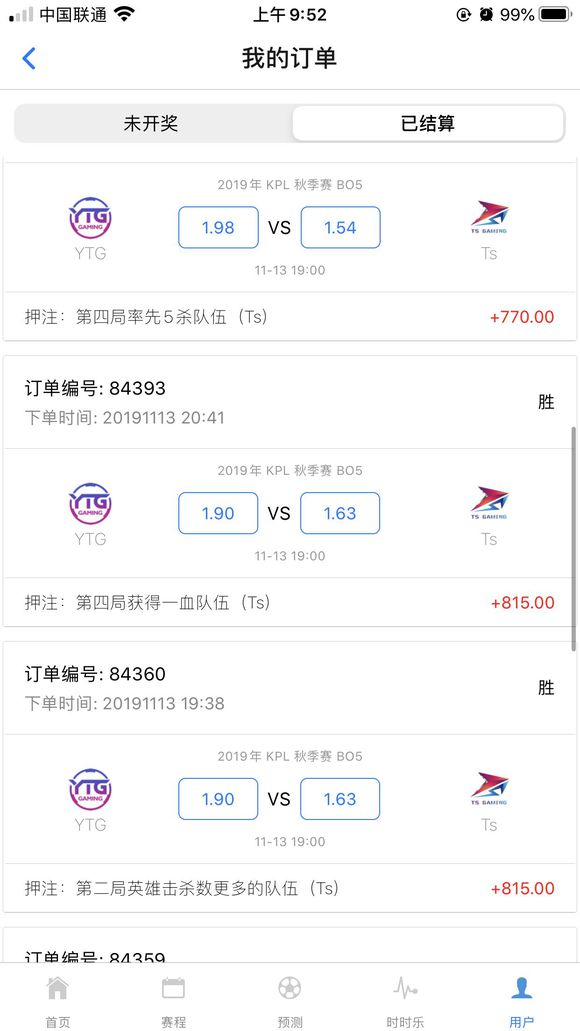 中国联通 上午9:52 99%
我的订单
未开奖 已结算
2019年 KPL 秋季赛 BO5
YTG GAMING 1.98 VS 1.54 TS GAMING
YTG Ts
11-13 19:00
押注：第四局率先5杀队伍（Ts） +770.00
订单编号: 84393
胜
下单时间: 20191113 20:41
2019年 KPL 秋季赛 BO5
YTG GAMING 1.90 VS 1.63 TS GAMING
YTG Ts
11-13 19:00
押注：第四局获得一血队伍（Ts） +815.00
订单编号: 84360
胜
下单时间: 20191113 19:38
2019年 KPL 秋季赛 BO5
YTG GAMING 1.90 VS 1.63 TS GAMING
YTG Ts
11-13 19:00
押注：第二局英雄击杀数更多的队伍（Ts） +815.00
订单编号: 84359
首页 赛程 预测 时时乐 用户